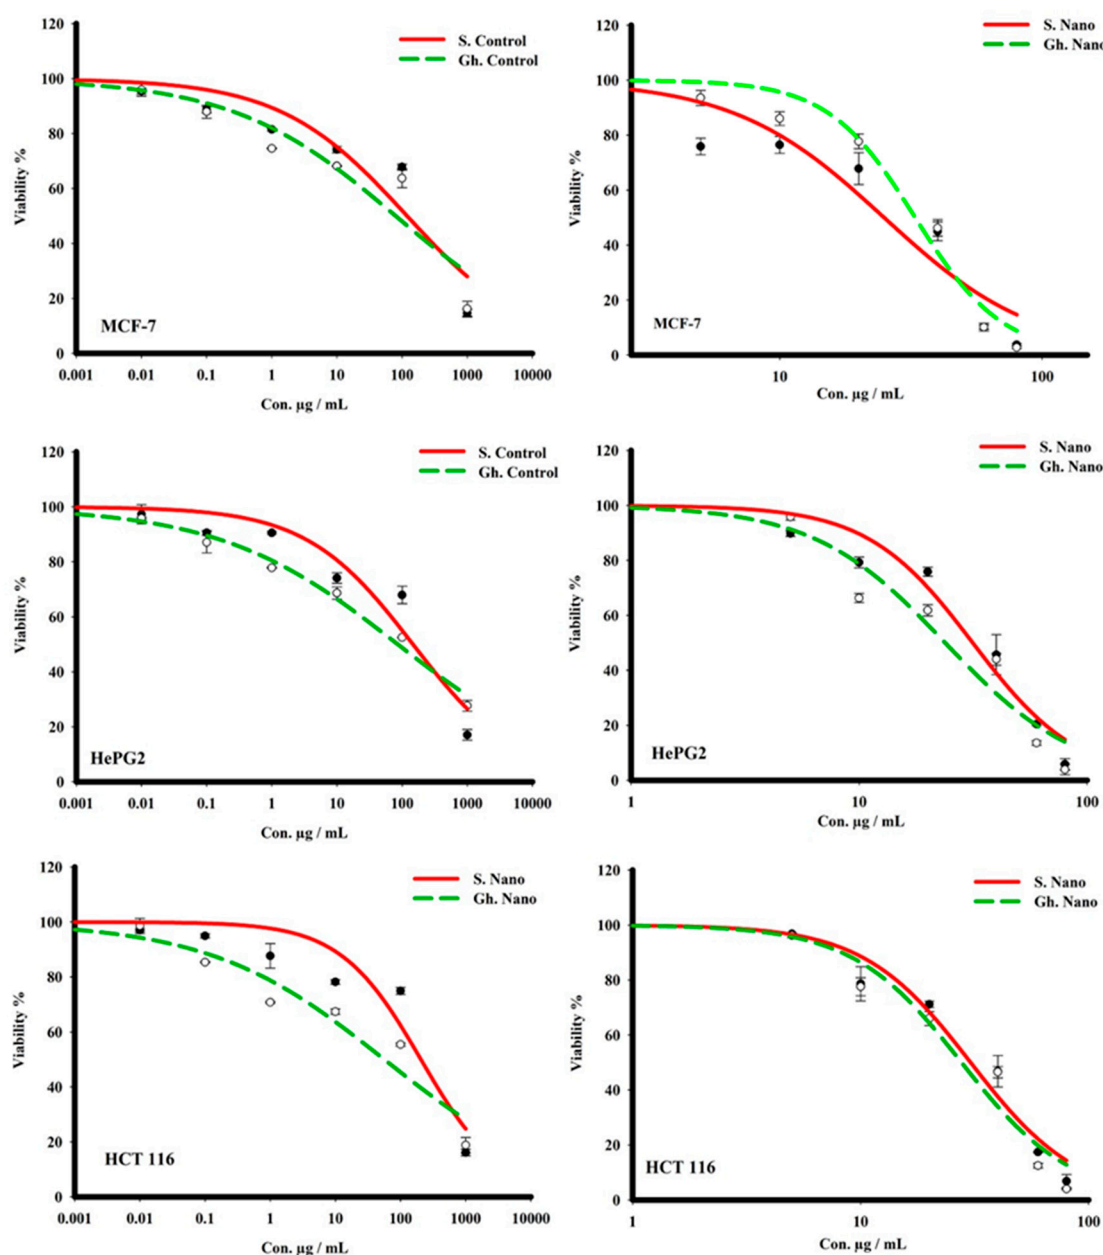 S. Control
Gh. Control
120
100
80
60
40
20
0
Viability %
MCF-7
0.001 0.01 0.1 1 10 100 1000 10000
Con. µg / mL
S. Nano
Gh. Nano
120
100
80
60
40
20
0
Viability %
MCF-7
10 100
Con. µg / mL
S. Control
Gh. Control
120
100
80
60
40
20
0
Viability %
HePG2
0.001 0.01 0.1 1 10 100 1000 10000
Con. µg / mL
S. Nano
Gh. Nano
120
100
80
60
40
20
0
Viability %
HePG2
1 10 100
Con. µg / mL
S. Nano
Gh. Nano
120
100
80
60
40
20
0
Viability %
HCT 116
0.001 0.01 0.1 1 10 100 1000 10000
Con. µg / mL
S. Nano
Gh. Nano
120
100
80
60
40
20
0
Viability %
HCT 116
1 10 100
Con. µg / mL